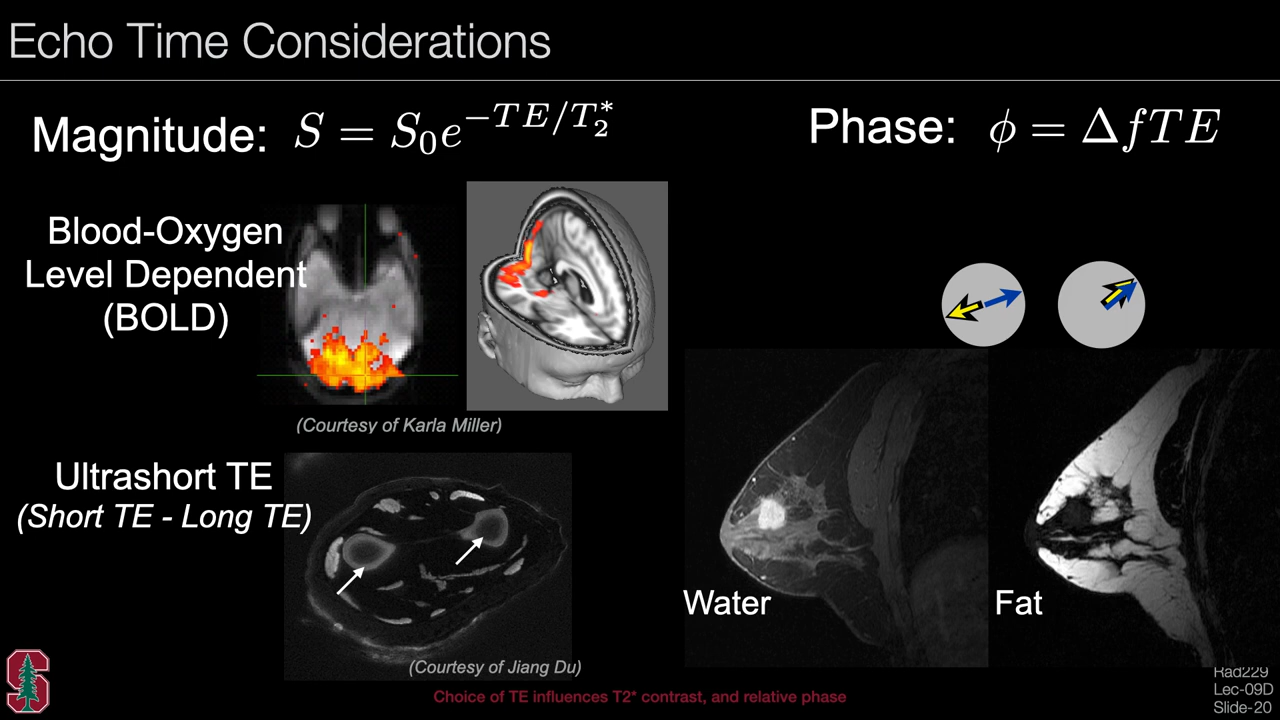 Echo Time Considerations
Magnitude: S = S₀e^{-TE/T₂*}
Phase: ϕ = ΔfTE
Blood-Oxygen
Level Dependent
(BOLD)
(Courtesy of Karla Miller)
Ultrashort TE
(Short TE - Long TE)
(Courtesy of Jiang Du)
Water
Fat
Choice of TE influences T2* contrast, and relative phase
Rad229
Lec-09D
Slide-20
S